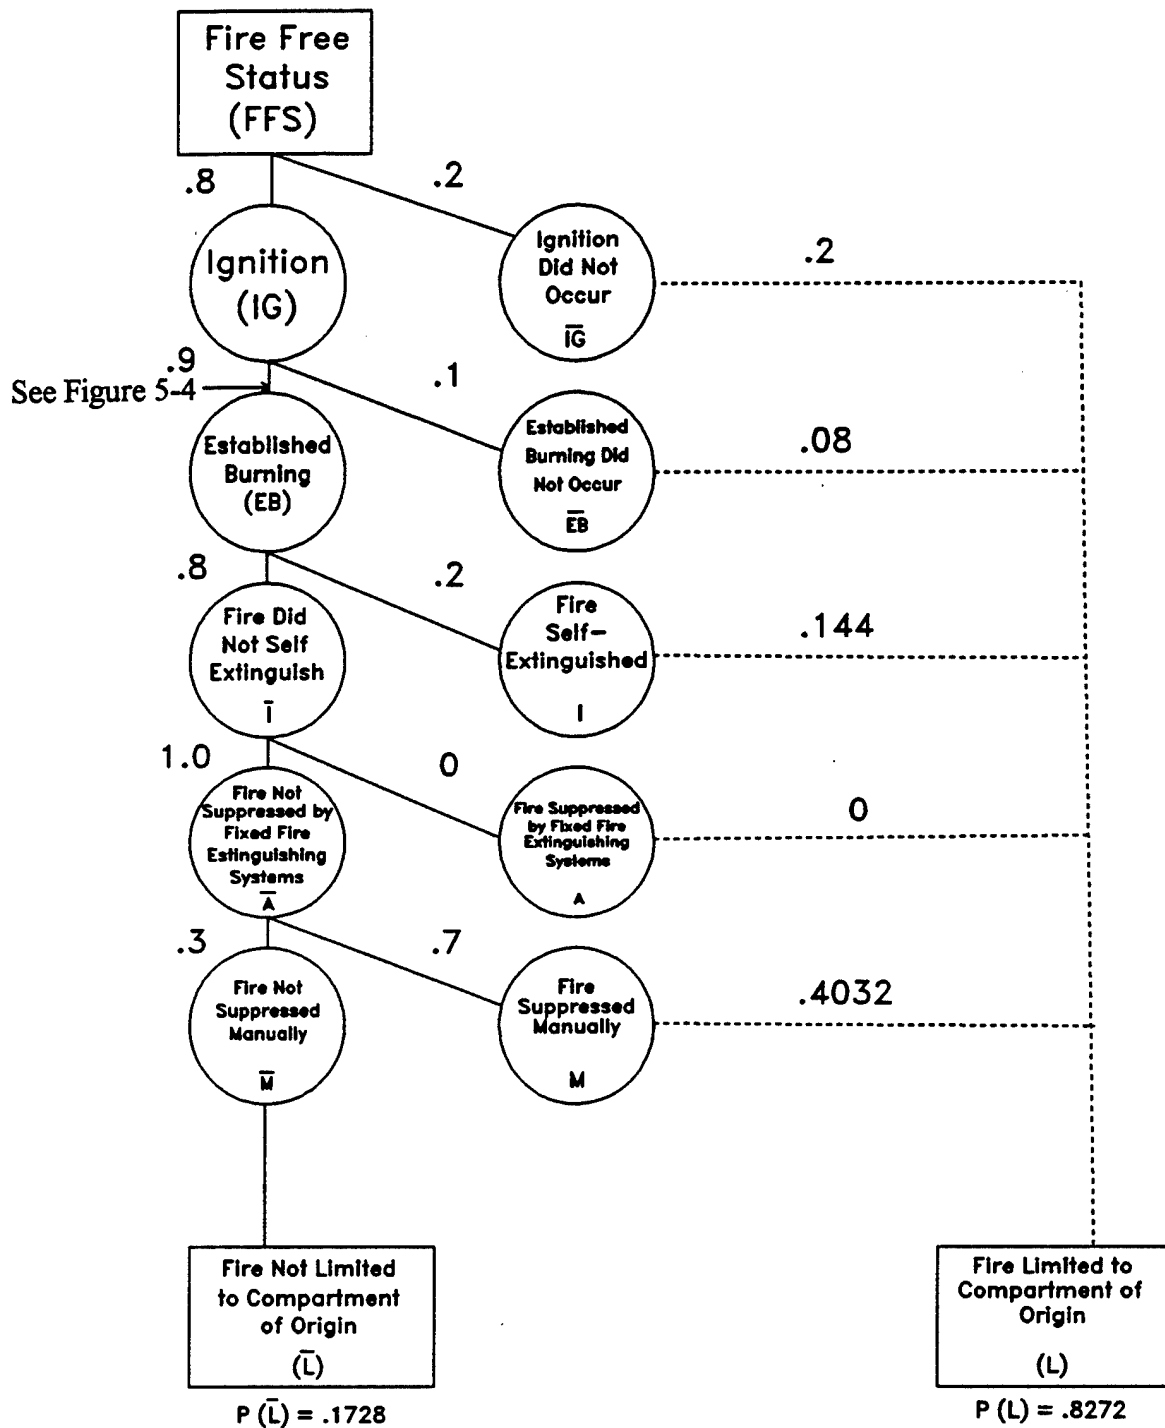 Fire Free
Status
(FFS)
.8
.2
Ignition
(IG)
Ignition
Did Not
Occur
I̅G̅
.2
.9
See Figure 5-4
.1
Established
Burning
(EB)
Established
Burning Did
Not Occur
E̅B̅
.08
.8
.2
Fire Did
Not Self
Extinguish
I̅
Fire
Self-
Extinguished
I
.144
1.0
0
Fire Not
Suppressed by
Fixed Fire
Estinguishing
Systems
A̅
Fire Suppressed
by Fixed Fire
Extinguishing
Systems
A
0
.3
.7
Fire Not
Suppressed
Manually
M̅
Fire
Suppressed
Manually
M
.4032
Fire Not Limited
to Compartment
of Origin
(L̅)
P (L̅) = .1728
Fire Limited to
Compartment of
Origin
(L)
P (L) = .8272